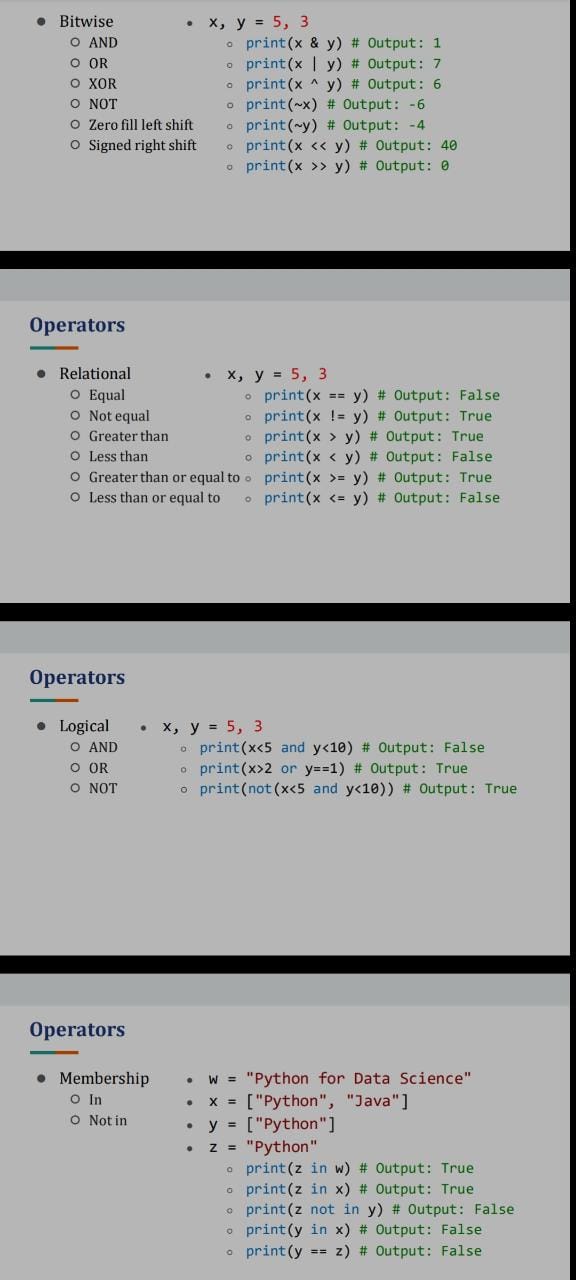 ● Bitwise
○ AND
○ OR
○ XOR
○ NOT
○ Zero fill left shift
○ Signed right shift
• x, y = 5, 3
○ print(x & y) # Output: 1
○ print(x | y) # Output: 7
○ print(x ^ y) # Output: 6
○ print(~x) # Output: -6
○ print(~y) # Output: -4
○ print(x << y) # Output: 40
○ print(x >> y) # Output: 0
Operators
● Relational
○ Equal
○ Not equal
○ Greater than
○ Less than
○ Greater than or equal to
○ Less than or equal to
• x, y = 5, 3
○ print(x == y) # Output: False
○ print(x != y) # Output: True
○ print(x > y) # Output: True
○ print(x < y) # Output: False
○ print(x >= y) # Output: True
○ print(x <= y) # Output: False
Operators
● Logical
○ AND
○ OR
○ NOT
• x, y = 5, 3
○ print(x<5 and y<10) # Output: False
○ print(x>2 or y==1) # Output: True
○ print(not(x<5 and y<10)) # Output: True
Operators
● Membership
○ In
○ Not in
• w = "Python for Data Science"
• x = ["Python", "Java"]
• y = ["Python"]
• z = "Python"
○ print(z in w) # Output: True
○ print(z in x) # Output: True
○ print(z not in y) # Output: False
○ print(y in x) # Output: False
○ print(y == z) # Output: False